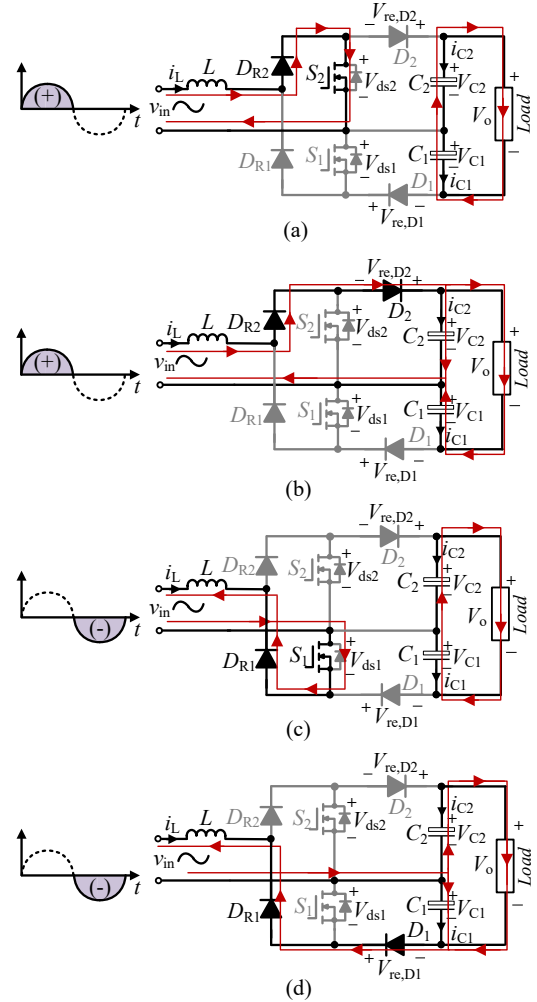 V_re,D2
− +
i_L L D_R2 S_2 + D_2 i_C2 +
(+) V_ds2 C_2 + V_C2
v_in − − V_o Load
t
D_R1 S_1 + C_1 + V_C1
V_ds1 − −
− D_1 i_C1
+ −
V_re,D1
(a)
V_re,D2
− +
i_L L D_R2 S_2 + D_2 i_C2 +
(+) V_ds2 C_2 + V_C2
v_in − − V_o Load
t
D_R1 S_1 + C_1 + V_C1
V_ds1 − −
− D_1 i_C1
+ −
V_re,D1
(b)
V_re,D2
− +
i_L L D_R2 S_2 + D_2 i_C2 +
V_ds2 C_2 + V_C2
v_in − − V_o Load
(-) t
D_R1 S_1 + C_1 + V_C1
V_ds1 − −
− D_1 i_C1
+ −
V_re,D1
(c)
V_re,D2
− +
i_L L D_R2 S_2 + D_2 i_C2 +
V_ds2 C_2 + V_C2
v_in − − V_o Load
(-) t
D_R1 S_1 + C_1 + V_C1
V_ds1 − −
− D_1 i_C1
+ −
V_re,D1
(d)